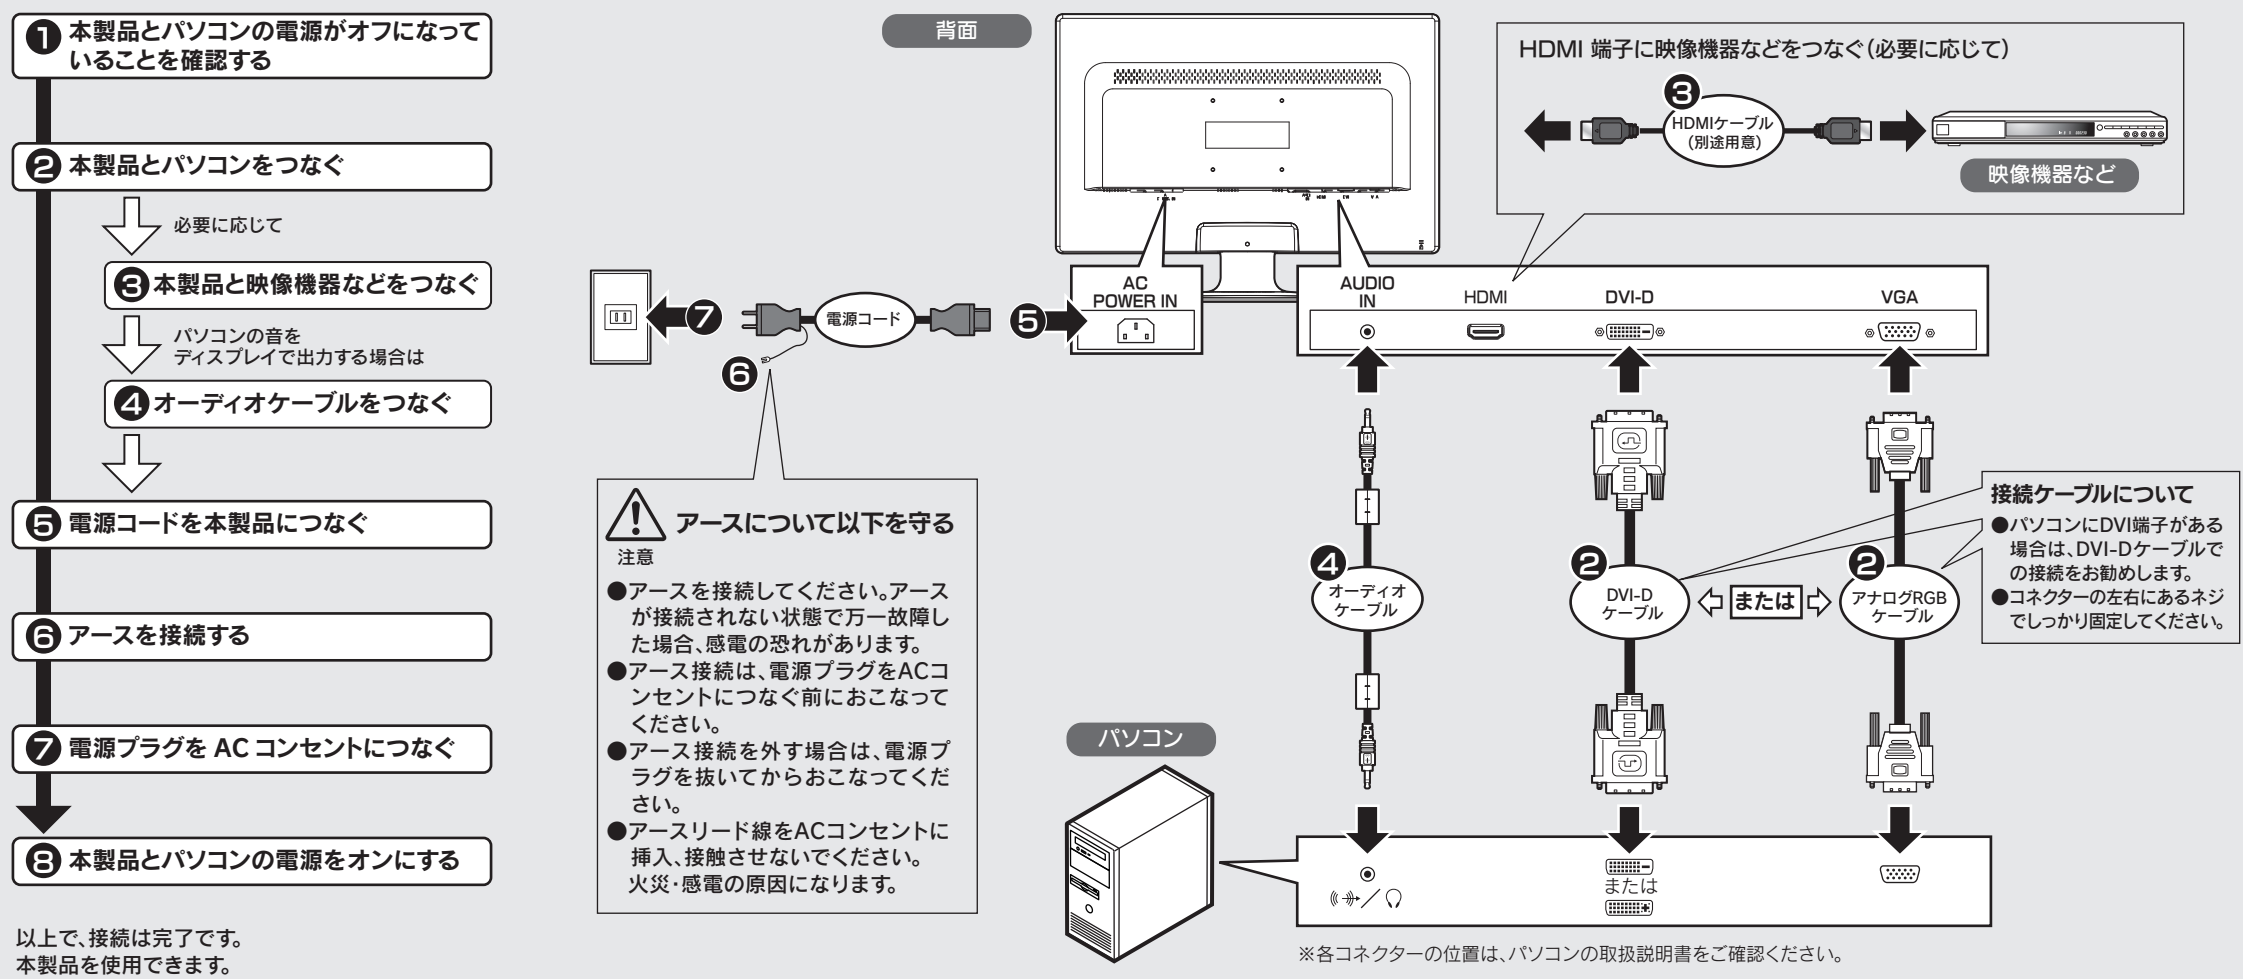 ❶ 本製品とパソコンの電源がオフになって
いることを確認する
❷ 本製品とパソコンをつなぐ
必要に応じて
❸ 本製品と映像機器などをつなぐ
パソコンの音を
ディスプレイで出力する場合は
❹ オーディオケーブルをつなぐ
❺ 電源コードを本製品につなぐ
❻ アースを接続する
❼ 電源プラグを AC コンセントにつなぐ
❽ 本製品とパソコンの電源をオンにする
以上で、接続は完了です。
本製品を使用できます。
背面
HDMI 端子に映像機器などをつなぐ（必要に応じて）
❸
HDMIケーブル
(別途用意)
映像機器など
❼
電源コード
❺
❻
AC
POWER IN
AUDIO
IN
HDMI
DVI-D
VGA
注意
アースについて以下を守る
●アースを接続してください。アース
が接続されない状態で万一故障し
た場合、感電の恐れがあります。
●アース接続は、電源プラグをACコ
ンセントにつなぐ前におこなって
ください。
●アース接続を外す場合は、電源プ
ラグを抜いてからおこなってくだ
さい。
●アースリード線をACコンセントに
挿入、接触させないでください。
火災・感電の原因になります。
❹
オーディオ
ケーブル
❷
DVI-D
ケーブル
または
❷
アナログRGB
ケーブル
接続ケーブルについて
●パソコンにDVI端子がある
場合は、DVI-Dケーブルで
の接続をお勧めします。
●コネクターの左右にあるネジ
でしっかり固定してください。
パソコン
または
※各コネクターの位置は、パソコンの取扱説明書をご確認ください。